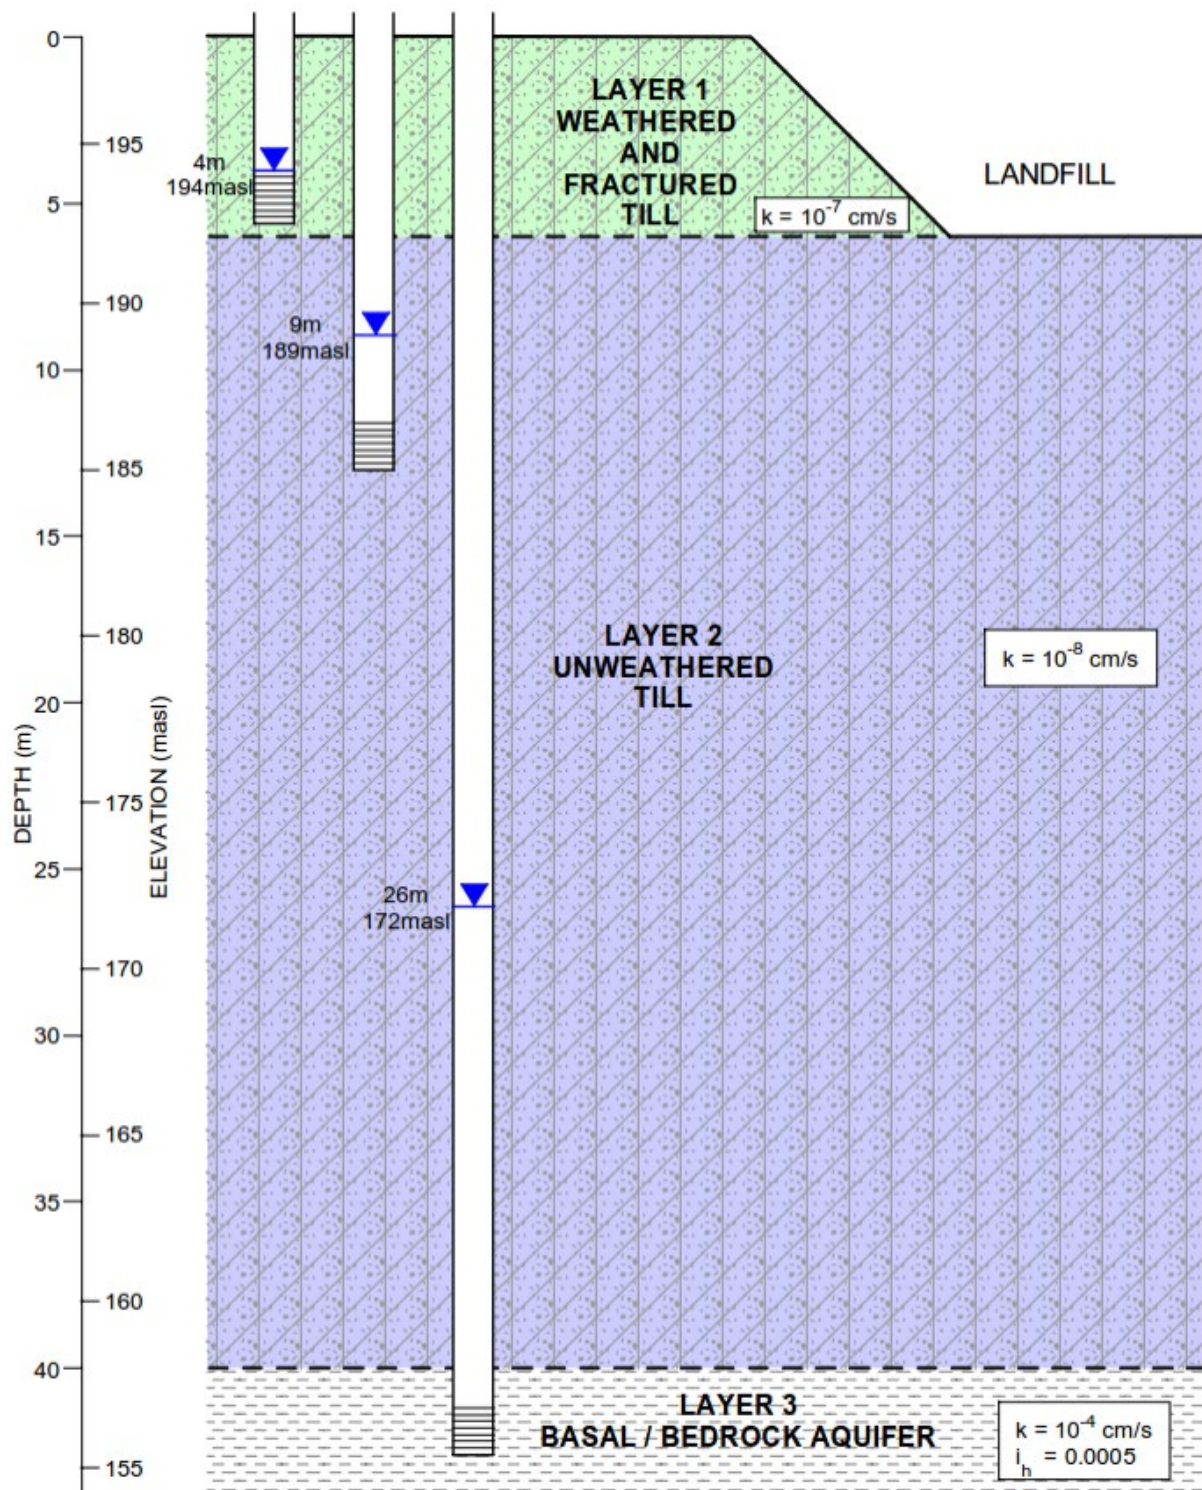 0
5
10
15
20
25
30
35
40
DEPTH (m)
195
190
185
180
175
170
165
160
155
ELEVATION (masl)
4m
194masl
9m
189masl
26m
172masl
LAYER 1
WEATHERED
AND
FRACTURED
TILL
k = 10⁻⁷ cm/s
LANDFILL
LAYER 2
UNWEATHERED
TILL
k = 10⁻⁸ cm/s
LAYER 3
BASAL / BEDROCK AQUIFER
k = 10⁻⁴ cm/s
i_h = 0.0005